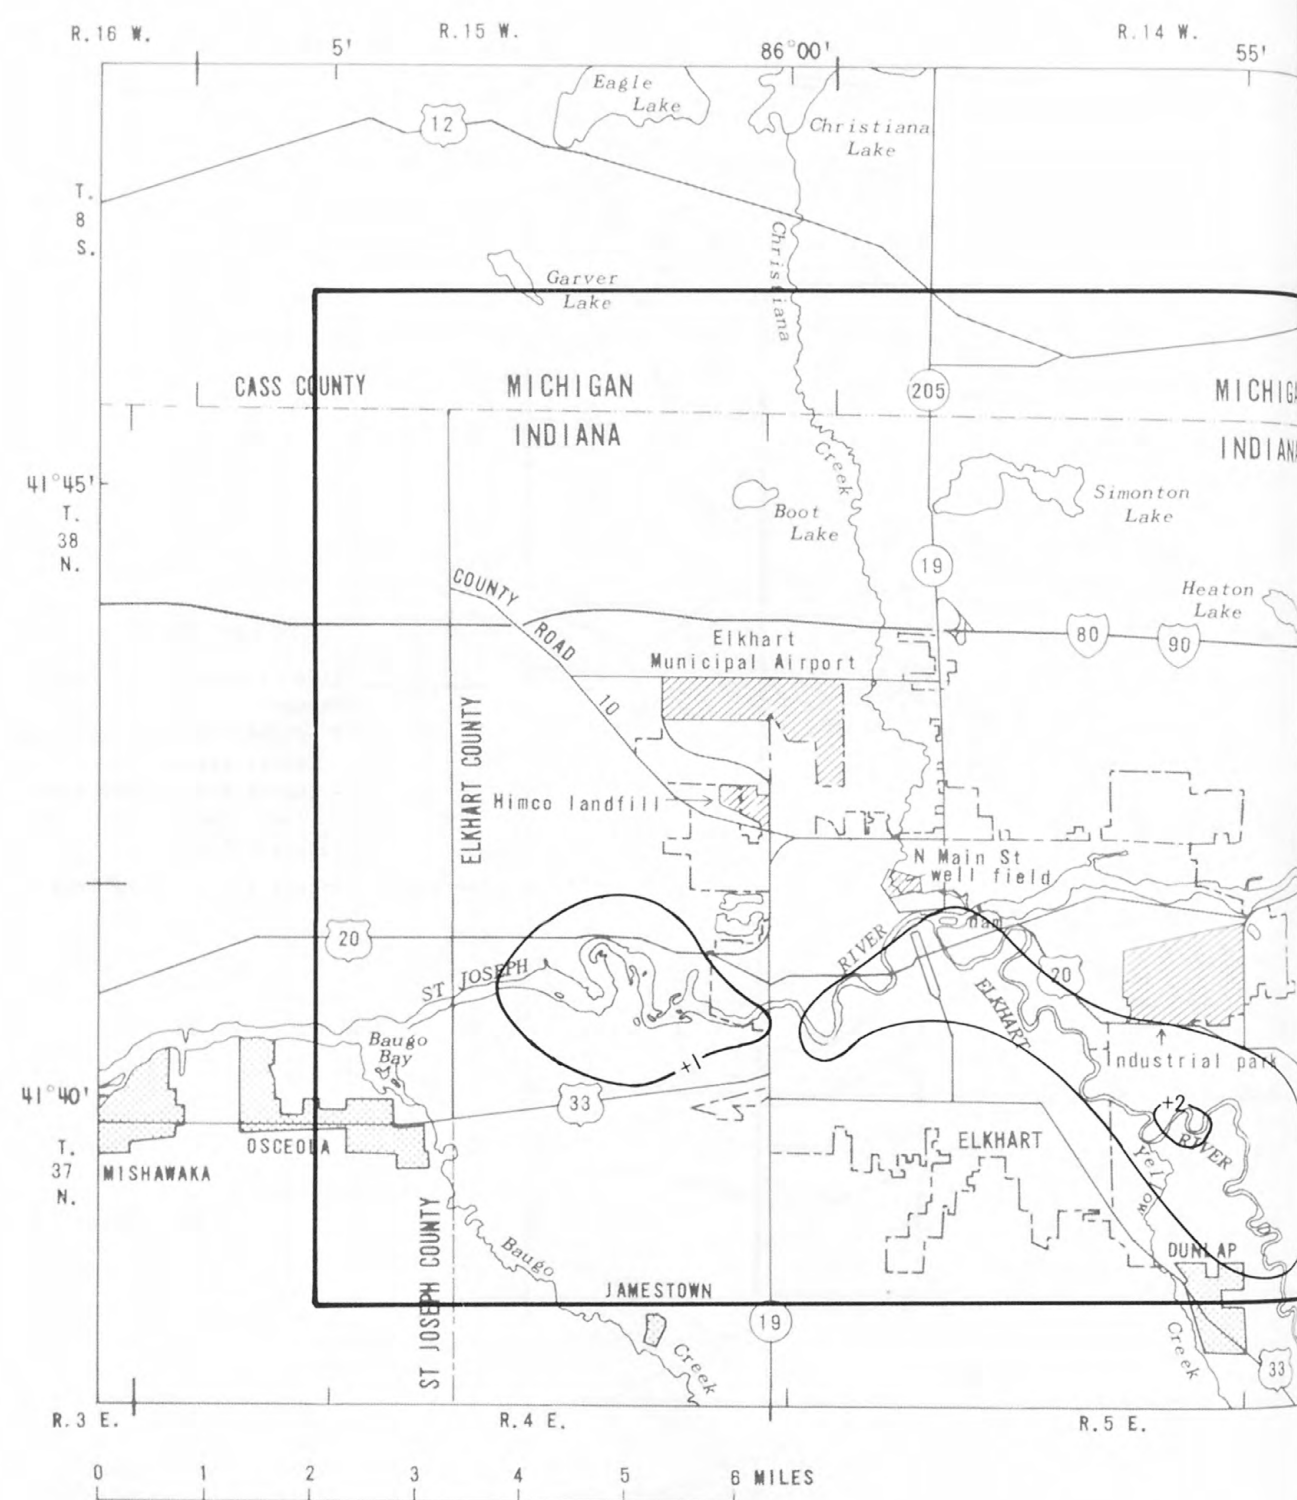 R.16 W.
R.15 W.
R.14 W.
5'
86°00'
55'
Eagle
Lake
12
Christiana
Lake
T.
8
S.
Christiana
Garver
Lake
CASS COUNTY
MICHIGAN
205
MICHIGA
INDIANA
INDIANA
Creek
41°45'
T.
38
N.
Boot
Lake
Simonton
Lake
19
COUNTY
ROAD
10
Heaton
Lake
80
90
Elkhart
Municipal Airport
ELKHART COUNTY
Himco landfill
N Main St
well field
20
ST JOSEPH
RIVER
dam
20
ELKHART
Baugo
Bay
+1
Industrial park
41°40'
33
+2
RIVER
T.
37
N.
MISHAWAKA
OSCEOLA
ELKHART
Yellow
ST JOSEPH COUNTY
Baugo
DUNLAP
JAMESTOWN
19
Creek
Creek
33
R.3 E.
R.4 E.
R.5 E.
0 1 2 3 4 5 6 MILES